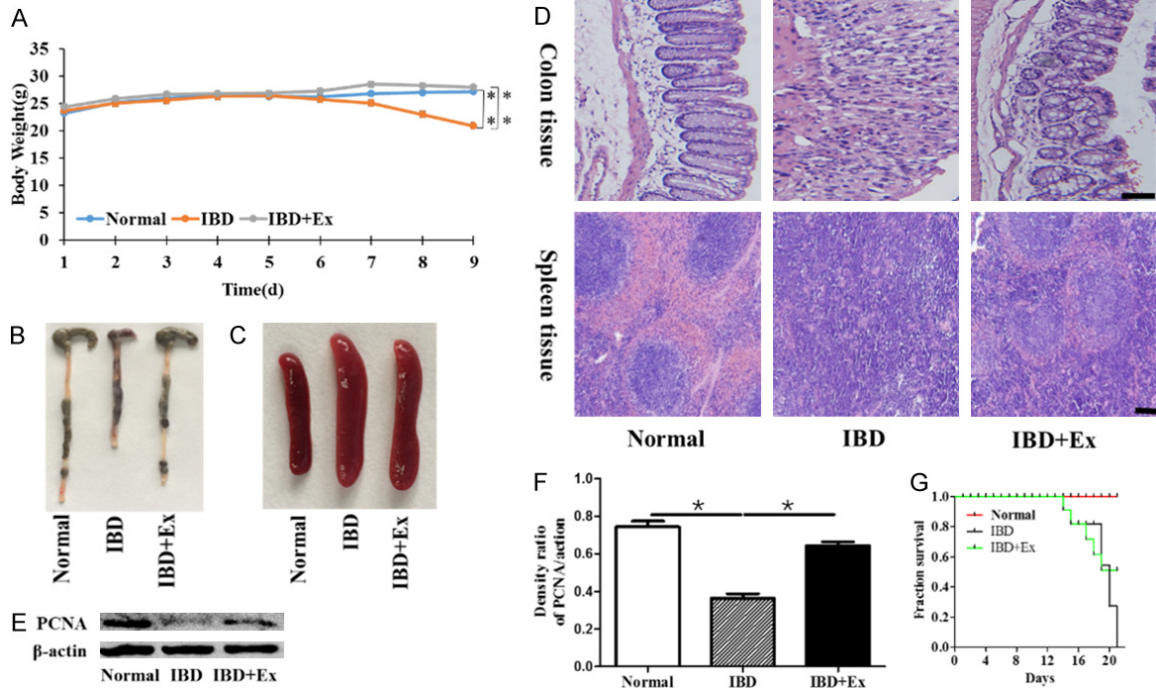 A
Body Weight(g)
35
30
25
20
15
10
5
0
* *
* *
Normal IBD IBD+Ex
1 2 3 4 5 6 7 8 9
Time(d)
B
Normal
IBD
IBD+Ex
C
Normal
IBD
IBD+Ex
D
Colon tissue
Spleen tissue
Normal IBD IBD+Ex
E
PCNA
β-actin
Normal IBD IBD+Ex
F
Density ratio
of PCNA/action
1.0
0.8
0.6
0.4
0.2
0.0
* *
Normal IBD IBD+Ex
G
Fraction survival
1.0
0.8
0.6
0.4
0.2
0.0
Normal
IBD
IBD+Ex
0 4 8 12 16 20
Days